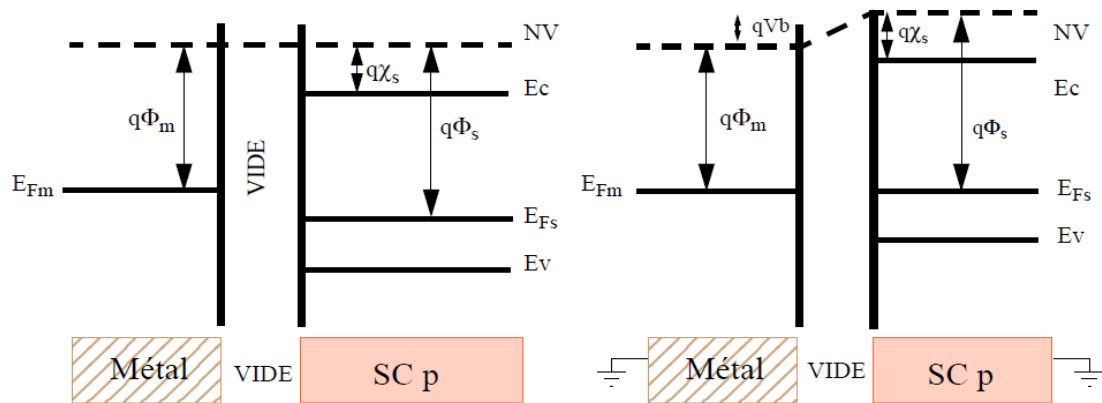 NV
qχs
Ec
qΦm
qΦs
VIDE
EFm
EFs
Ev
Métal
VIDE
SC p
qVb
qχs
NV
Ec
qΦm
qΦs
EFm
EFs
Ev
Métal
VIDE
SC p